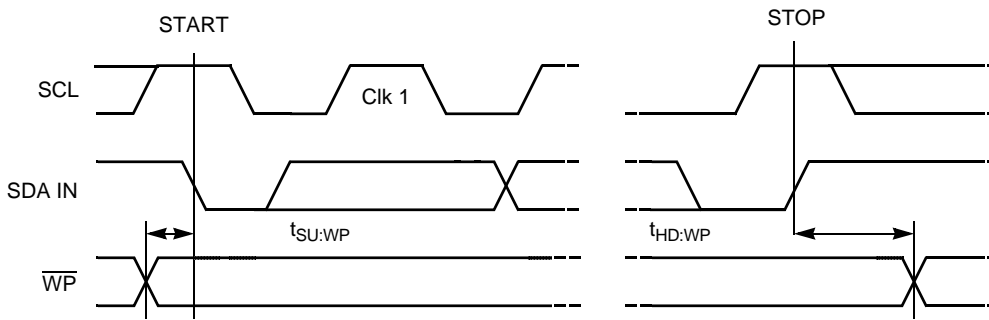 START
STOP
SCL
Clk 1
SDA IN
tSU:WP
tHD:WP
WP